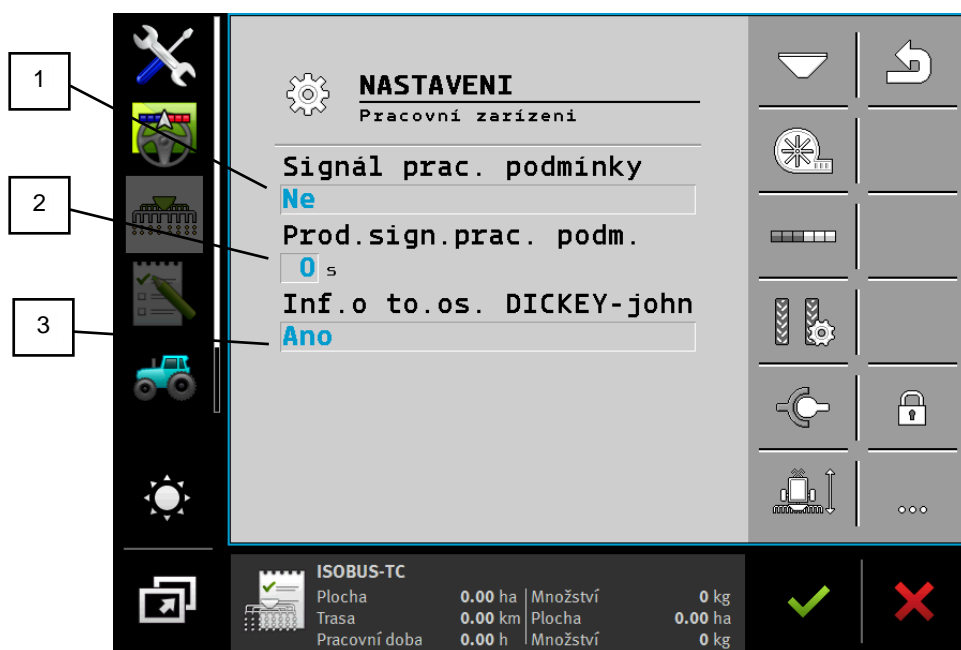 1
2
3
NASTAVENI
Pracovní zarízeni
Signál prac. podmínky
Ne
Prod.sign.prac. podm.
0 s
Inf.o to.os. DICKEY-john
Ano
ISOBUS-TC
Plocha 0.00 ha Množství 0 kg
Trasa 0.00 km Plocha 0.00 ha
Pracovní doba 0.00 h Množství 0 kg